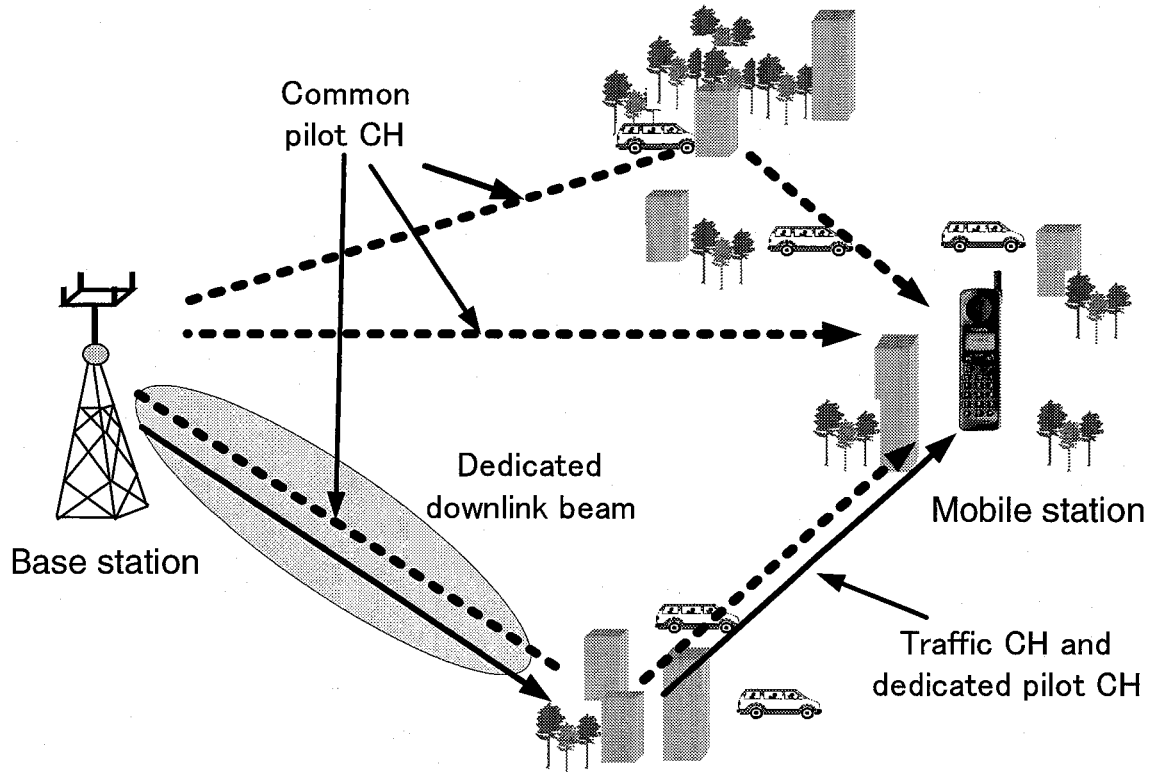 Common
pilot CH
Dedicated
downlink beam
Mobile station
Base station
Traffic CH and
dedicated pilot CH